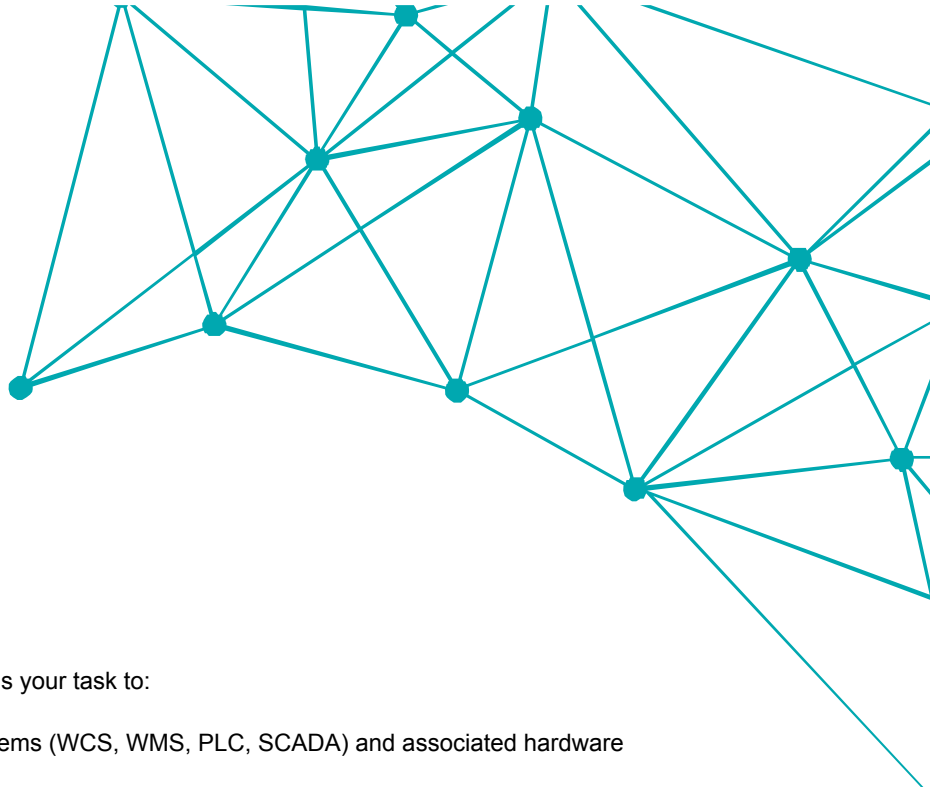 s your task to:
ems (WCS, WMS, PLC, SCADA) and associated hardware